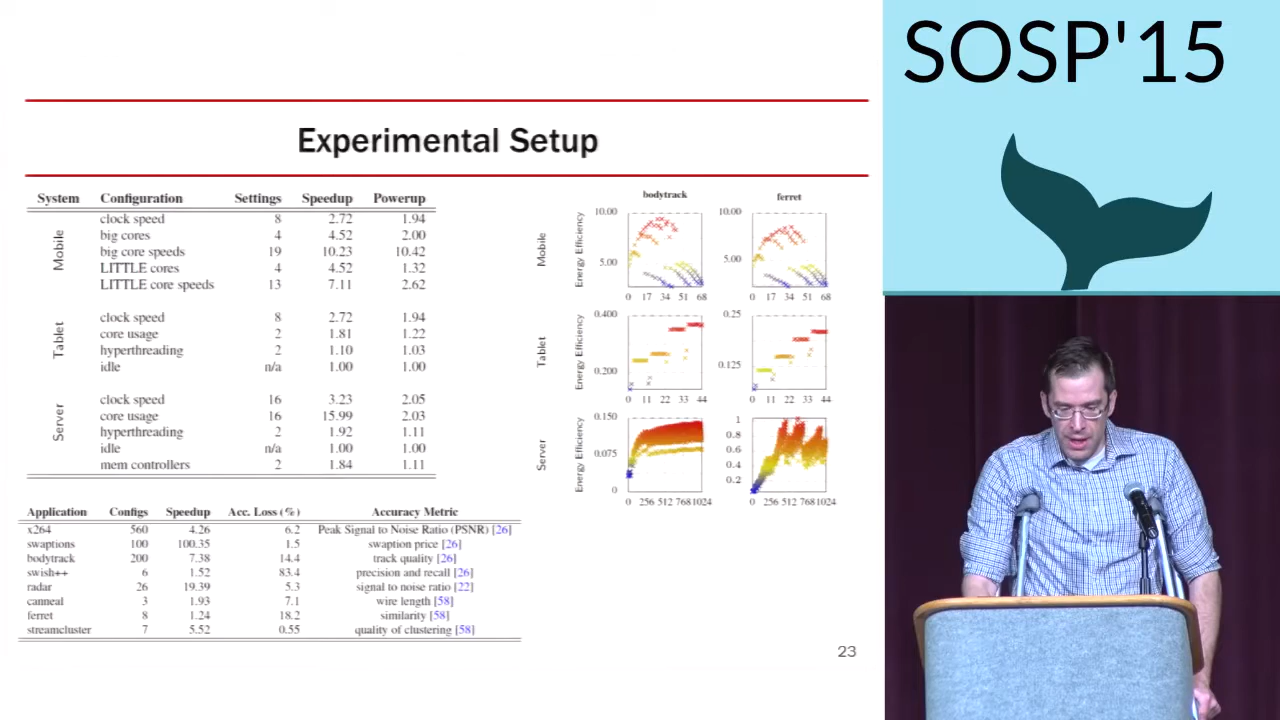 SOSP'15
Experimental Setup
System Configuration Settings Speedup Powerup
Mobile
clock speed 8 2.72 1.94
big cores 4 4.52 2.00
big core speeds 19 10.23 10.42
LITTLE cores 4 4.52 1.32
LITTLE core speeds 13 7.11 2.62
Tablet
clock speed 8 2.72 1.94
core usage 2 1.81 1.22
hyperthreading 2 1.10 1.03
idle n/a 1.00 1.00
Server
clock speed 16 3.23 2.05
core usage 16 15.99 2.03
hyperthreading 2 1.92 1.11
idle n/a 1.00 1.00
mem controllers 2 1.84 1.11
Application Configs Speedup Acc. Loss (%) Accuracy Metric
x264 560 4.26 6.2 Peak Signal to Noise Ratio (PSNR) [26]
swaptions 100 100.35 1.5 swaption price [26]
bodytrack 200 7.38 14.4 track quality [26]
swish++ 6 1.52 83.4 precision and recall [26]
radar 26 19.39 5.3 signal to noise ratio [22]
canneal 3 1.93 7.1 wire length [58]
ferret 8 1.24 18.2 similarity [58]
streamcluster 7 5.52 0.55 quality of clustering [58]
bodytrack ferret
Mobile
Energy Efficiency
10.00 10.00
5.00 5.00
0 17 34 51 68 0 17 34 51 68
Tablet
Energy Efficiency
0.400 0.25
0.200 0.125
0 11 22 33 44 0 11 22 33 44
Server
Energy Efficiency
0.150 1
0.8
0.075 0.6
0.4
0.2
0
0 256 512 768 1024 0 256 512 768 1024
23